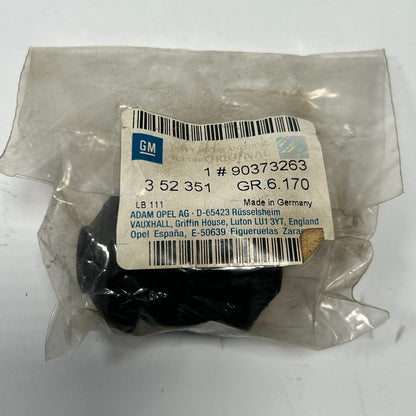 GM
ORIGINAL
1 # 90373263
3 52 351 GR.6.170
LB 111 Made in Germany
ADAM OPEL AG · D-65423 Rüsselsheim
VAUXHALL, Griffin House, Luton LU1 3YT, England
Opel España, E-50639 Figueruelas